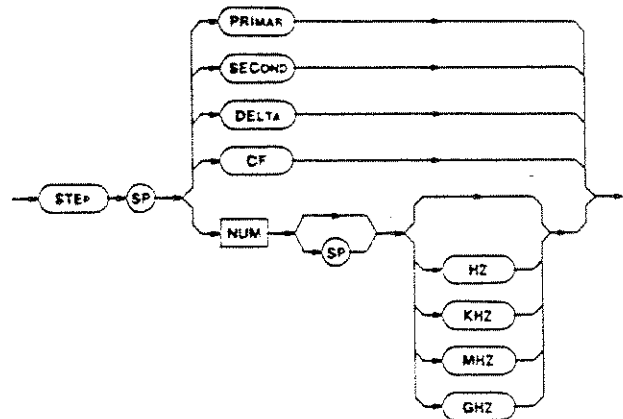 PRIMAR
SECOND
DELTA
CF
STEP SP
NUM SP
HZ
KHZ
MHZ
GHZ